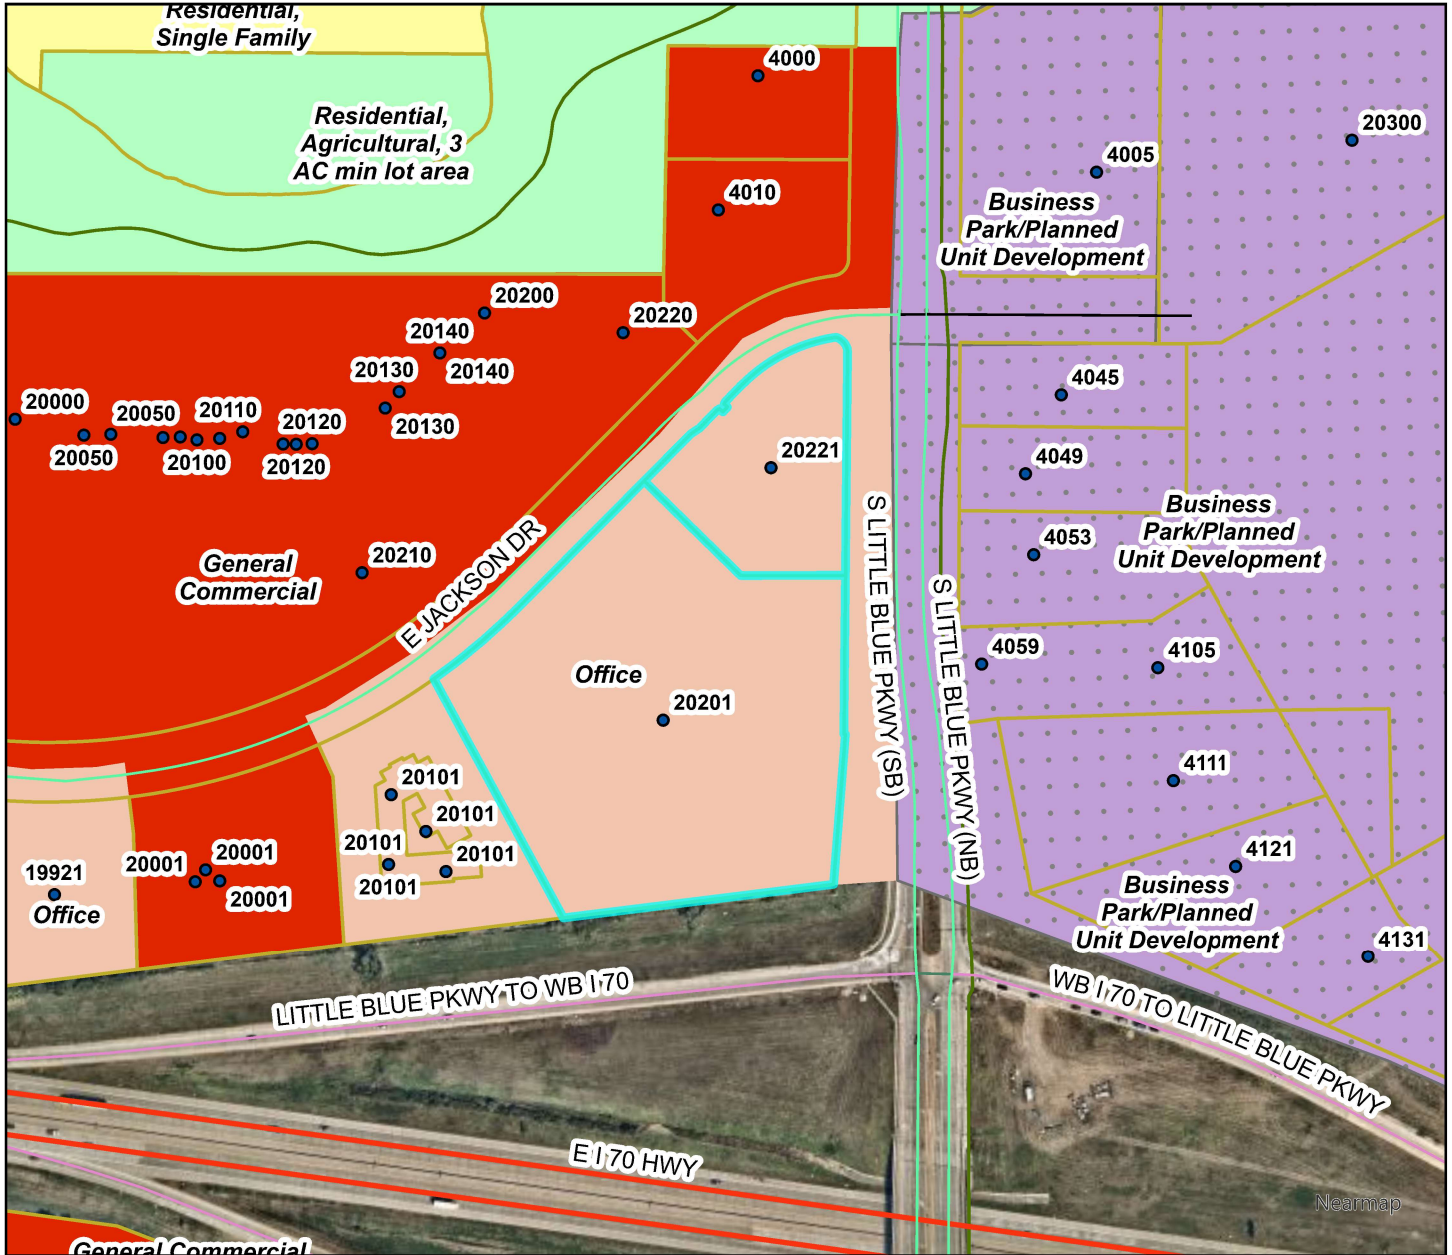 Residential,
Single Family
4000
20300
Residential,
Agricultural, 3
AC min lot area
4005
4010
Business
Park/Planned
Unit Development
20200
20220
20140
20140
20130
20130
4045
20000
20050
20110
20120
20050
20100
20120
20221
4049
Business
Park/Planned
Unit Development
4053
General
Commercial
20210
E JACKSON DR
S LITTLE BLUE PKWY (SB)
S LITTLE BLUE PKWY (NB)
4059
4105
Office
20201
4111
20101
20101
20101
20101
20101
4121
20001
20001
20001
19921
Office
Business
Park/Planned
Unit Development
4131
LITTLE BLUE PKWY TO WB I 70
WB I 70 TO LITTLE BLUE PKWY
E I 70 HWY
Nearmap
General Commercial